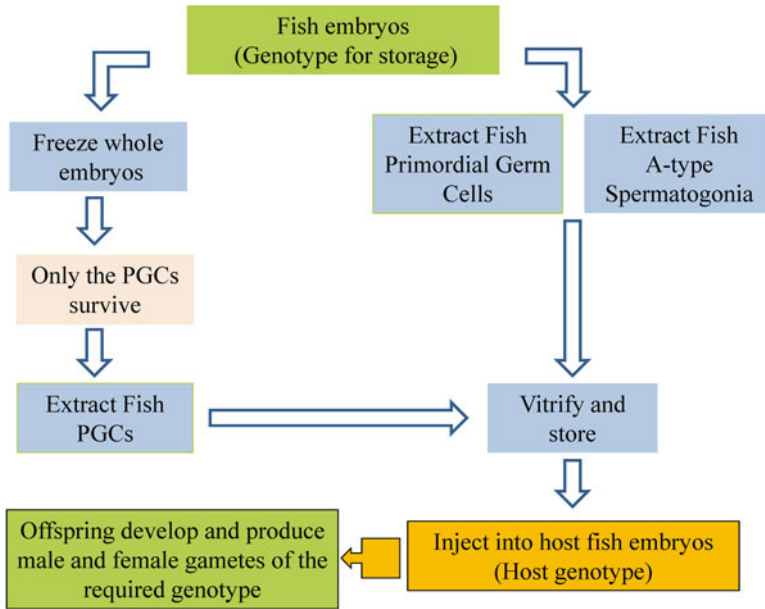 Fish embryos
(Genotype for storage)
Freeze whole
embryos
Extract Fish
Primordial Germ
Cells
Extract Fish
A-type
Spermatogonia
Only the PGCs
survive
Extract Fish
PGCs
Vitrify and
store
Inject into host fish embryos
(Host genotype)
Offspring develop and produce
male and female gametes of the
required genotype